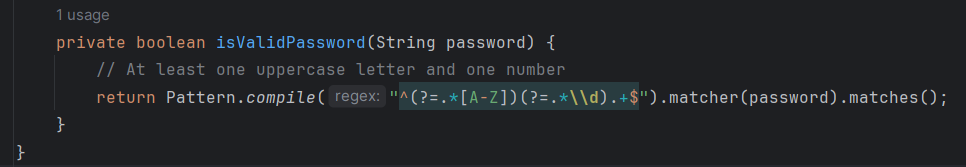 1 usage
private boolean isValidPassword(String password) {
// At least one uppercase letter and one number
return Pattern.compile( regex: "^(?=.*[A-Z])(?=.*\\d).+$").matcher(password).matches();
}
}